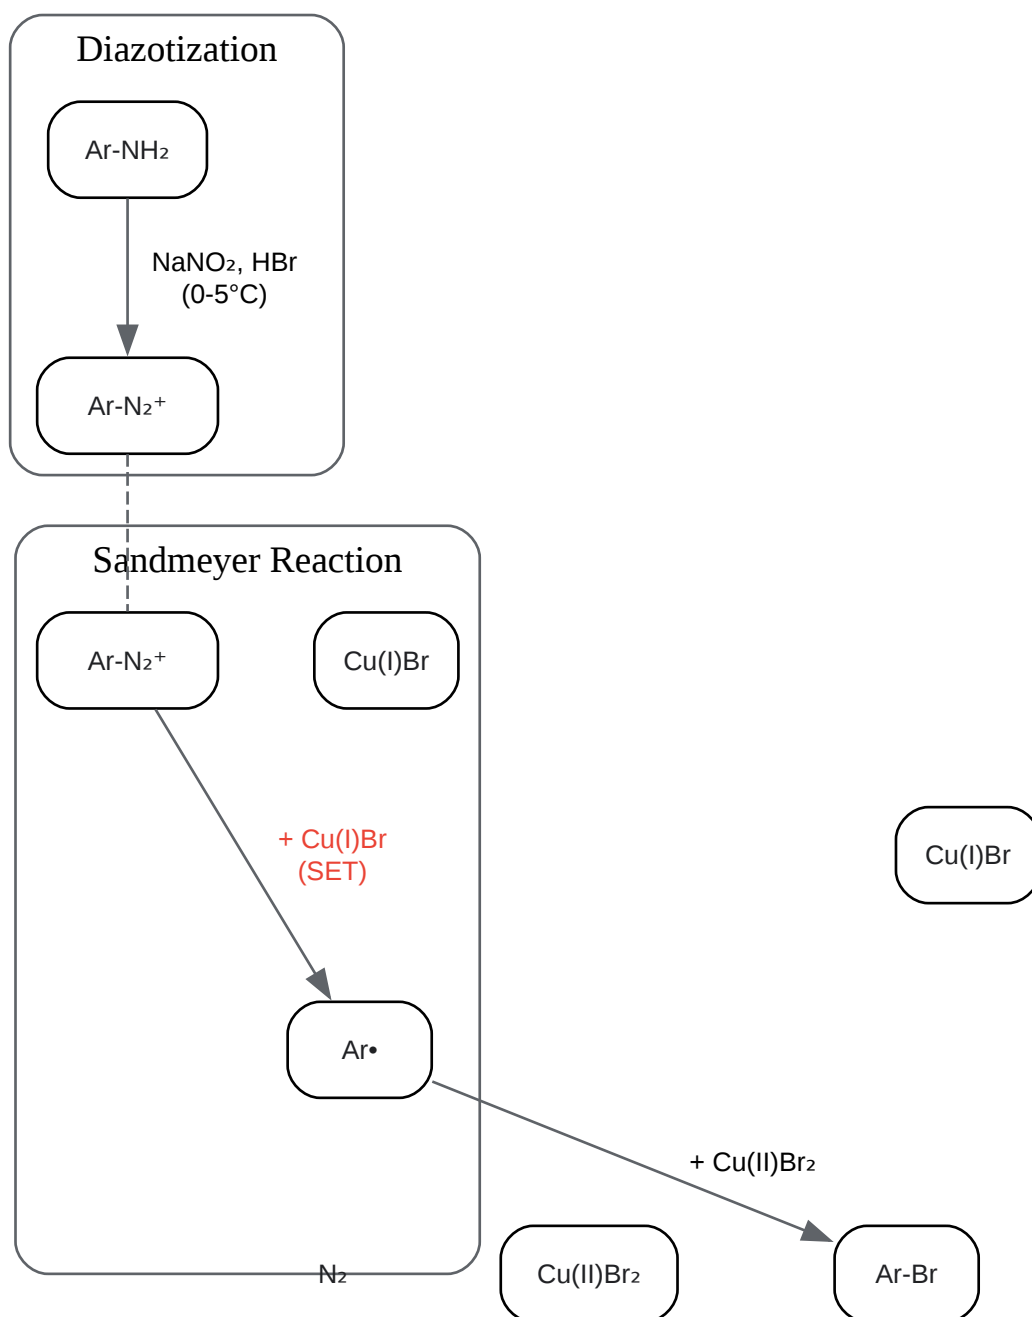 Diazotization
Ar-NH₂
NaNO₂, HBr
(0-5°C)
Ar-N₂⁺
Sandmeyer Reaction
Ar-N₂⁺
Cu(I)Br
+ Cu(I)Br
(SET)
Cu(I)Br
Ar•
+ Cu(II)Br₂
N₂
Cu(II)Br₂
Ar-Br